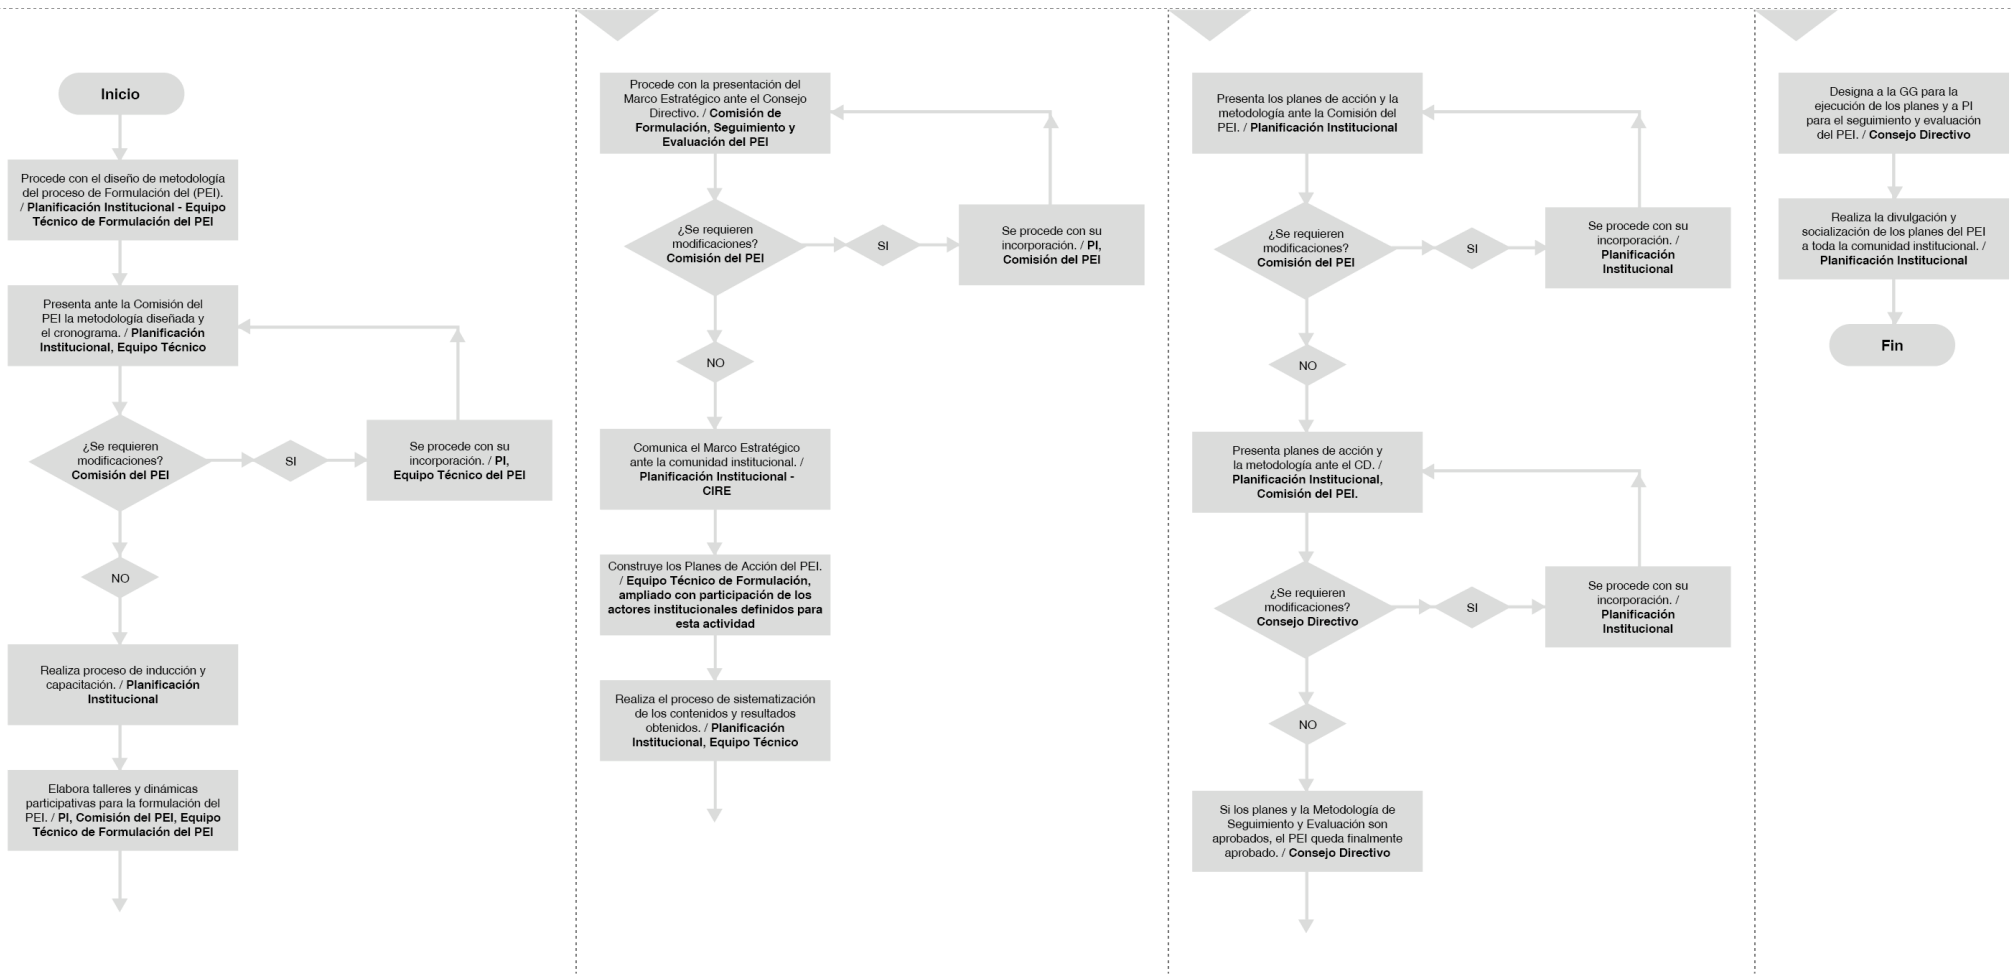 Inicio
Procede con el diseño de metodología
del proceso de Formulación del (PEI).
/ Planificación Institucional - Equipo
Técnico de Formulación del PEI
Presenta ante la Comisión del
PEI la metodología diseñada y
el cronograma. / Planificación
Institucional, Equipo Técnico
¿Se requieren
modificaciones?
Comisión del PEI
SI
Se procede con su
incorporación. / PI,
Equipo Técnico del PEI
NO
Realiza proceso de inducción y
capacitación. / Planificación
Institucional
Elabora talleres y dinámicas
participativas para la formulación del
PEI. / PI, Comisión del PEI, Equipo
Técnico de Formulación del PEI
Procede con la presentación del
Marco Estratégico ante el Consejo
Directivo. / Comisión de
Formulación, Seguimiento y
Evaluación del PEI
¿Se requieren
modificaciones?
Comisión del PEI
SI
Se procede con su
incorporación. / PI,
Comisión del PEI
NO
Comunica el Marco Estratégico
ante la comunidad institucional. /
Planificación Institucional -
CIRE
Construye los Planes de Acción del PEI.
/ Equipo Técnico de Formulación,
ampliado con participación de los
actores institucionales definidos para
esta actividad
Realiza el proceso de sistematización
de los contenidos y resultados
obtenidos. / Planificación
Institucional, Equipo Técnico
Presenta los planes de acción y la
metodología ante la Comisión del
PEI. / Planificación Institucional
¿Se requieren
modificaciones?
Comisión del PEI
SI
Se procede con su
incorporación. /
Planificación
Institucional
NO
Presenta planes de acción y
la metodología ante el CD. /
Planificación Institucional,
Comisión del PEI.
¿Se requieren
modificaciones?
Consejo Directivo
SI
Se procede con su
incorporación. /
Planificación
Institucional
NO
Si los planes y la Metodología de
Seguimiento y Evaluación son
aprobados, el PEI queda finalmente
aprobado. / Consejo Directivo
Designa a la GG para la
ejecución de los planes y a PI
para el seguimiento y evaluación
del PEI. / Consejo Directivo
Realiza la divulgación y
socialización de los planes del PEI
a toda la comunidad institucional. /
Planificación Institucional
Fin